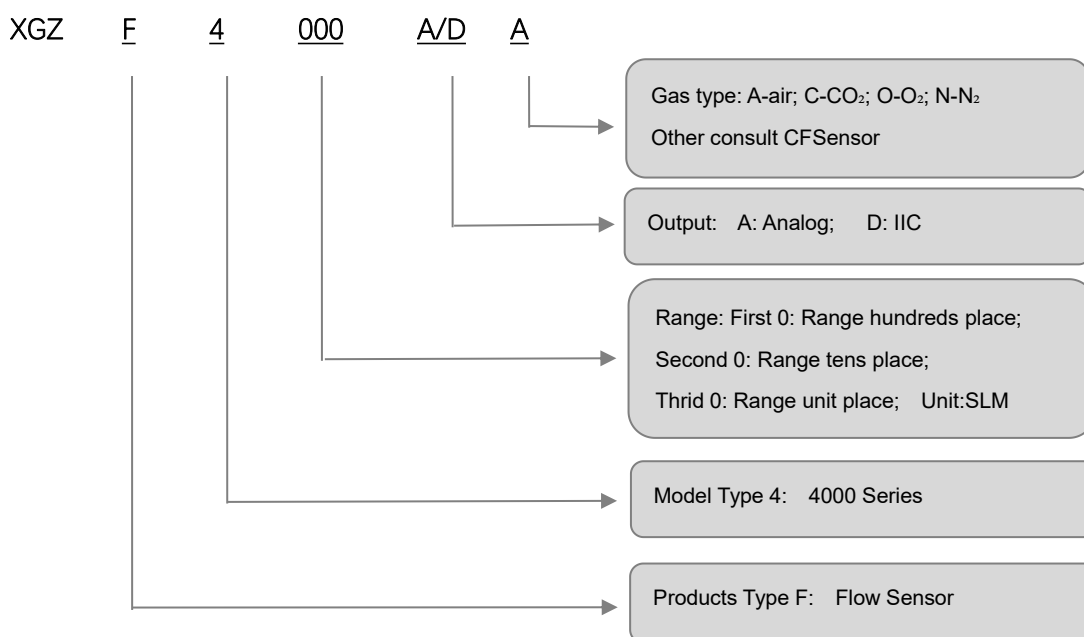 XGZ F 4 000 A/D A
Gas type: A-air; C-CO₂; O-O₂; N-N₂
Other consult CFSensor
Output: A: Analog; D: IIC
Range: First 0: Range hundreds place;
Second 0: Range tens place;
Thrid 0: Range unit place; Unit:SLM
Model Type 4: 4000 Series
Products Type F: Flow Sensor